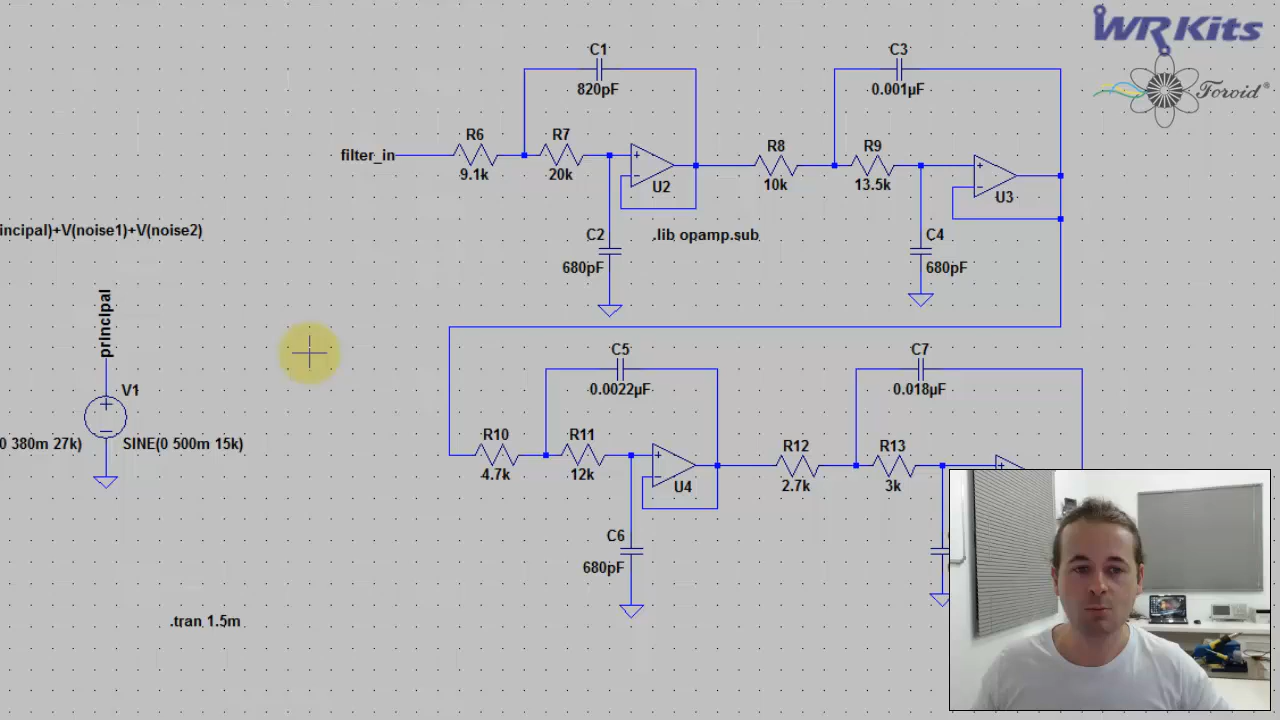 WR Kits
Toroid®
C1
820pF
C3
0.001µF
filter_in
R6
9.1k
R7
20k
U2
R8
10k
R9
13.5k
U3
incipal)+V(noise1)+V(noise2)
C2
680pF
.lib opamp.sub
C4
680pF
principal
V1
0 380m 27k)
SINE(0 500m 15k)
C5
0.0022µF
C7
0.018µF
R10
4.7k
R11
12k
U4
R12
2.7k
R13
3k
C6
680pF
.tran 1.5m